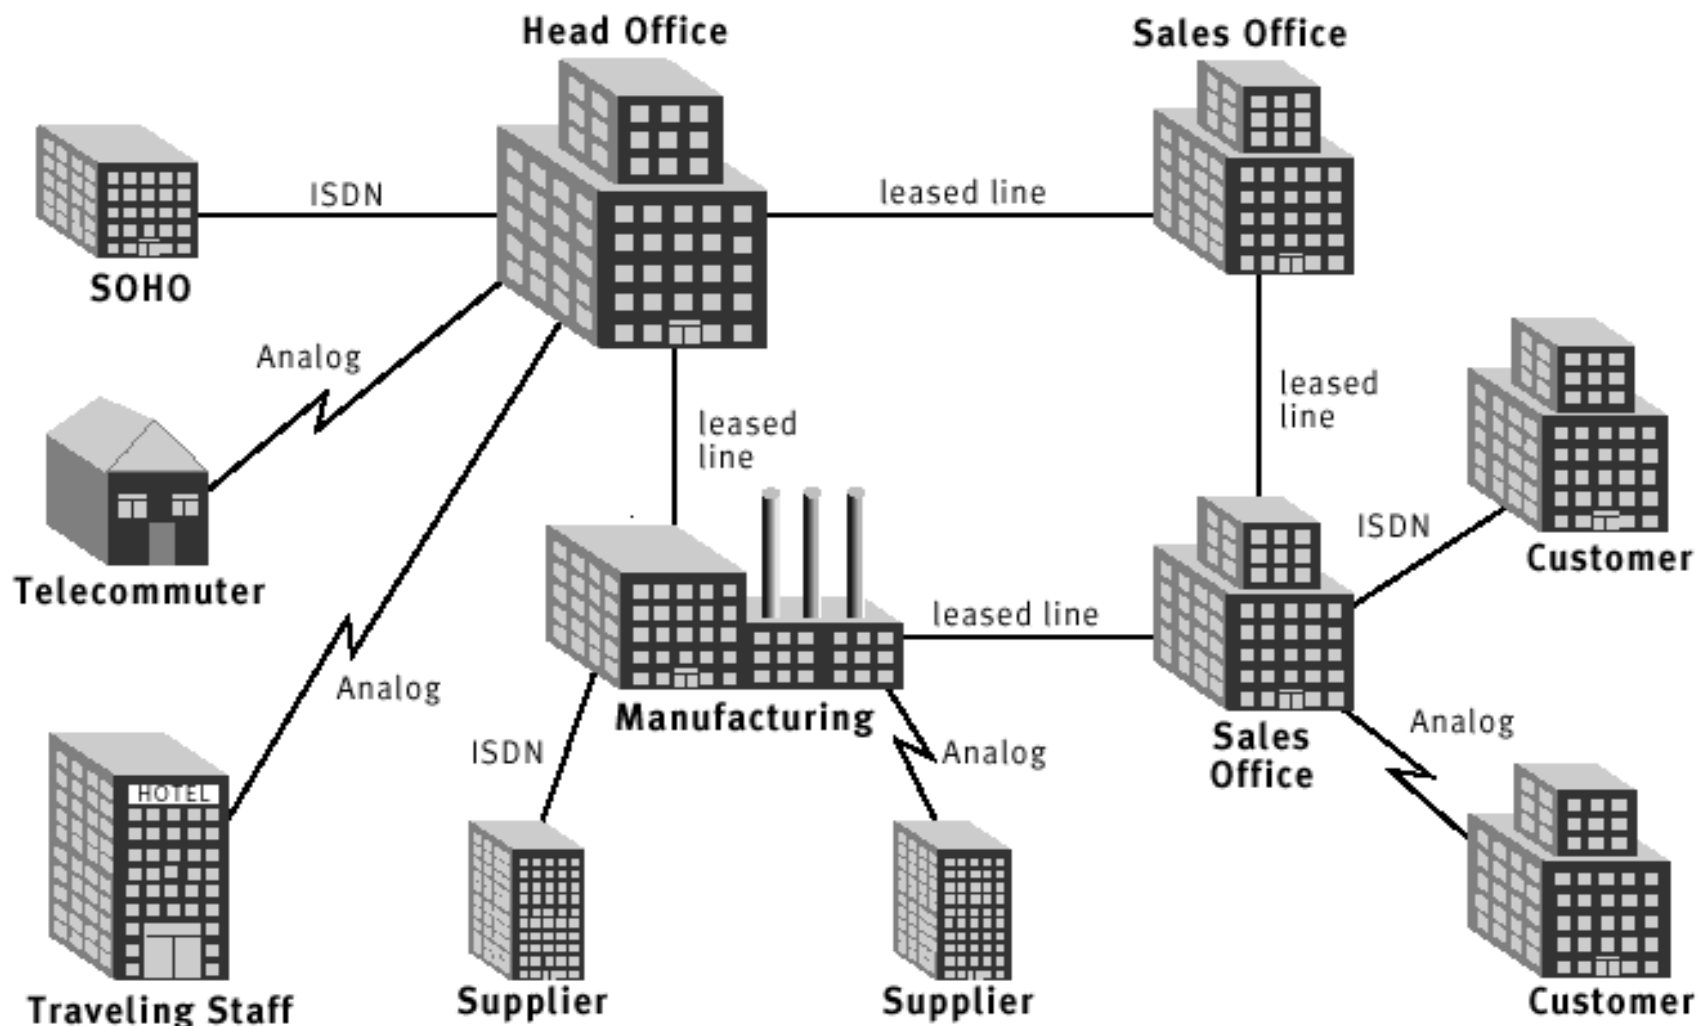 Head Office
Sales Office
ISDN
leased line
SOHO
Analog
leased
line
leased
line
ISDN
Customer
Telecommuter
leased line
Analog
Manufacturing
ISDN
Analog
Sales
Office
Analog
HOTEL
Traveling Staff
Supplier
Supplier
Customer